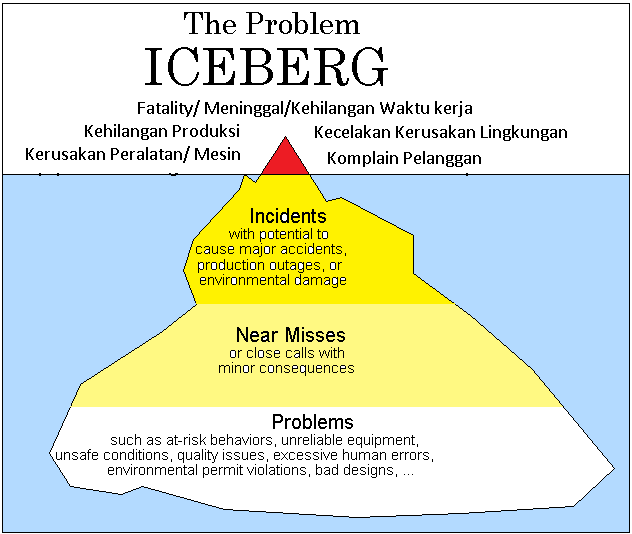 The Problem
ICEBERG
Fatality/ Meninggal/Kehilangan Waktu kerja
Kehilangan Produksi
Kecelakan Kerusakan Lingkungan
Kerusakan Peralatan/ Mesin
Komplain Pelanggan
Incidents
with potential to
cause major accidents,
production outages, or
environmental damage
Near Misses
or close calls with
minor consequences
Problems
such as at-risk behaviors, unreliable equipment,
unsafe conditions, quality issues, excessive human errors,
environmental permit violations, bad designs, ...